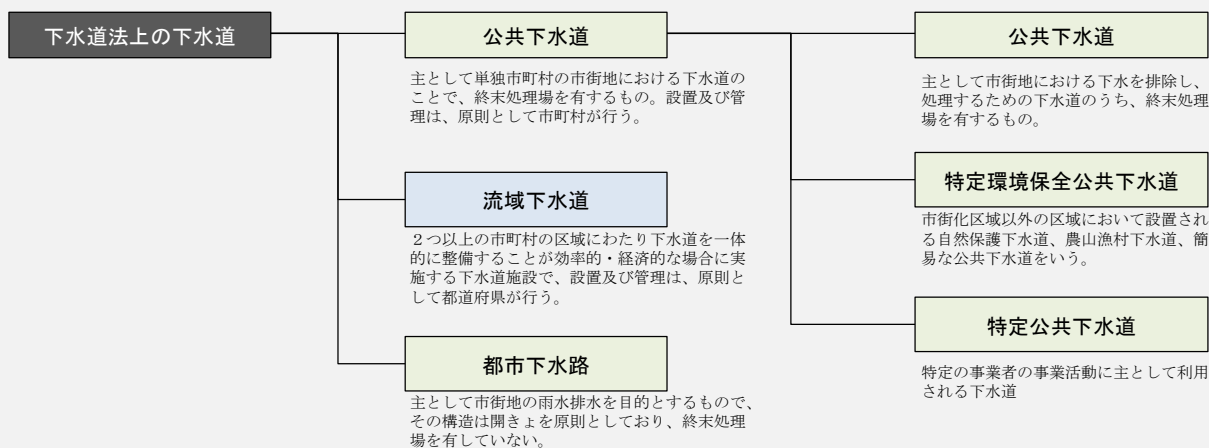 下水道法上の下水道
公共下水道
主として単独市町村の市街地における下水道の
ことで、終末処理場を有するもの。設置及び管
理は、原則として市町村が行う。
流域下水道
２つ以上の市町村の区域にわたり下水道を一体
的に整備することが効率的・経済的な場合に実
施する下水道施設で、設置及び管理は、原則と
して都道府県が行う。
都市下水路
主として市街地の雨水排水を目的とするもので、
その構造は開きょを原則としており、終末処理
場を有していない。
公共下水道
主として市街地における下水を排除し、
処理するための下水道のうち、終末処理
場を有するもの。
特定環境保全公共下水道
市街化区域以外の区域において設置され
る自然保護下水道、農山漁村下水道、簡
易な公共下水道をいう。
特定公共下水道
特定の事業者の事業活動に主として利用
される下水道